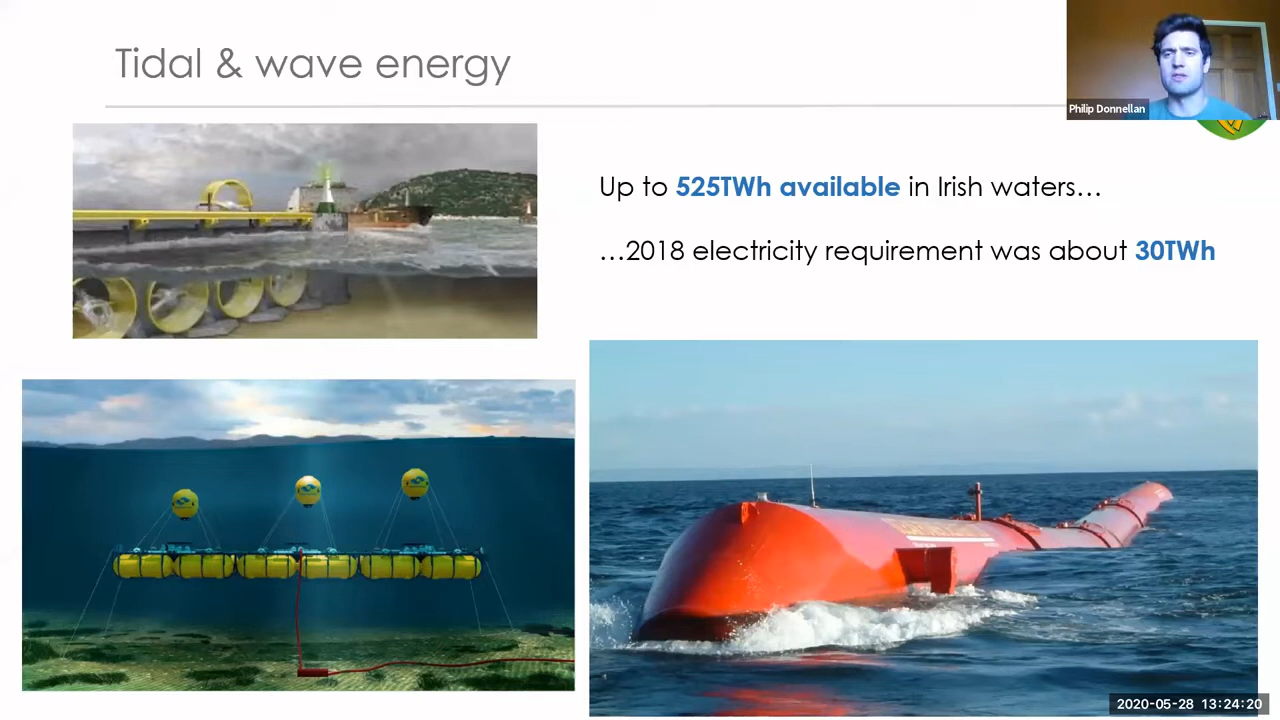 Tidal & wave energy
Philip Donnellan
Up to 525TWh available in Irish waters…
…2018 electricity requirement was about 30TWh
2020-05-28 13:24:20